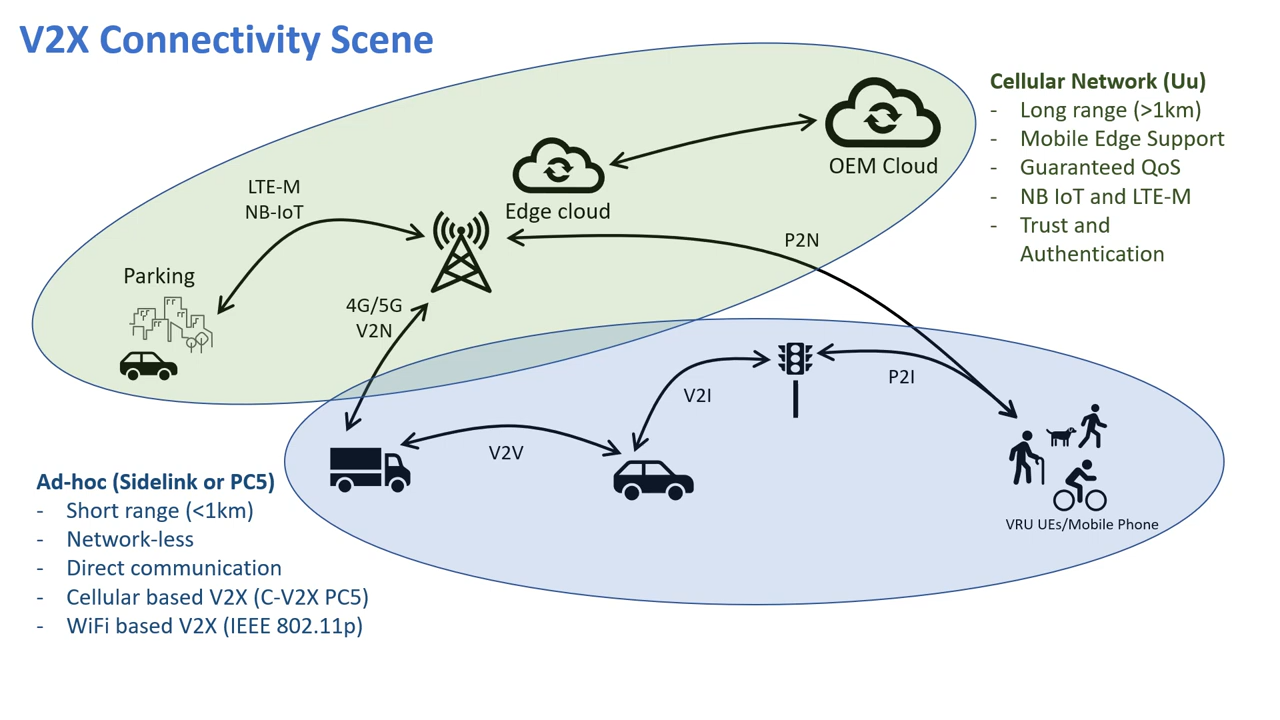 V2X Connectivity Scene
Cellular Network (Uu)
- Long range (>1km)
- Mobile Edge Support
- Guaranteed QoS
- NB IoT and LTE-M
- Trust and
Authentication
OEM Cloud
Edge cloud
LTE-M
NB-IoT
P2N
Parking
4G/5G
V2N
P2I
V2I
V2V
VRU UEs/Mobile Phone
Ad-hoc (Sidelink or PC5)
- Short range (<1km)
- Network-less
- Direct communication
- Cellular based V2X (C-V2X PC5)
- WiFi based V2X (IEEE 802.11p)